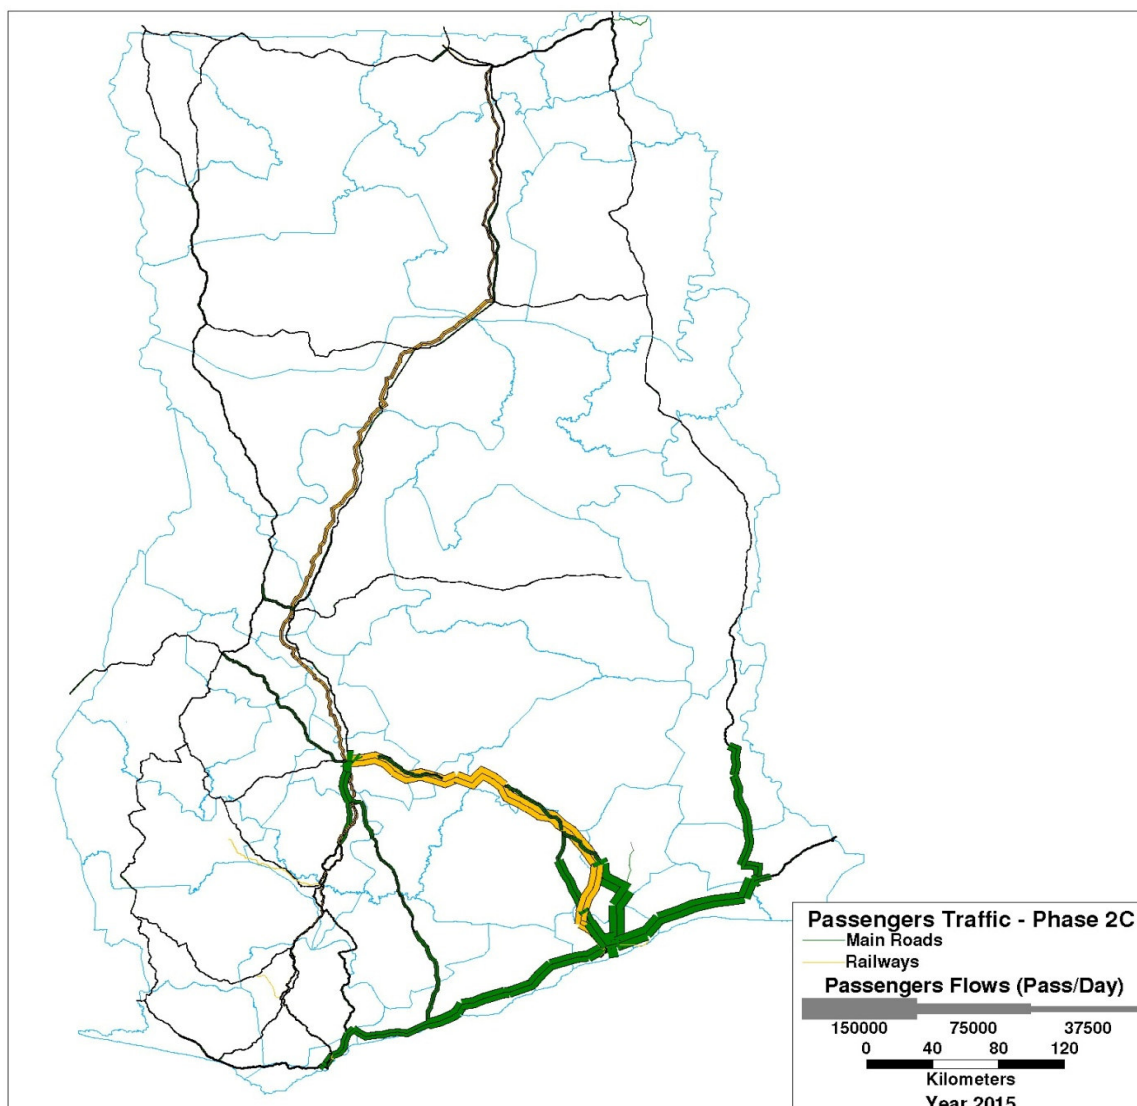 Passengers Traffic - Phase 2C
Main Roads
Railways
Passengers Flows (Pass/Day)
150000 75000 37500
0 40 80 120
Kilometers
Year 2015